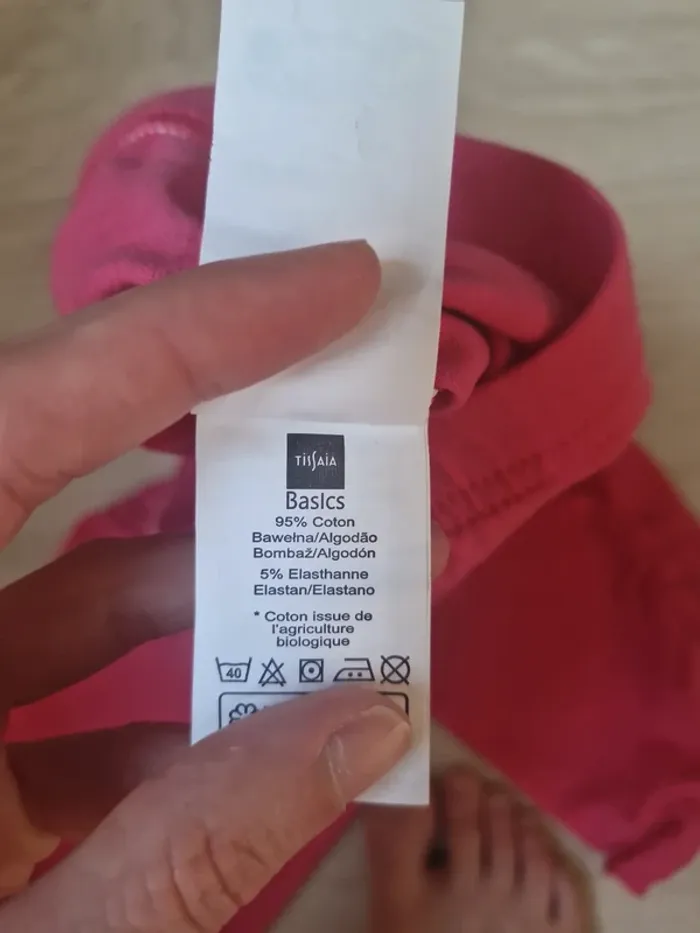 TISSAIA
Basics
95% Coton
Bawełna/Algodão
Bombaž/Algodón
5% Elasthanne
Elastan/Elastano
* Coton issue de
l'agriculture
biologique
40